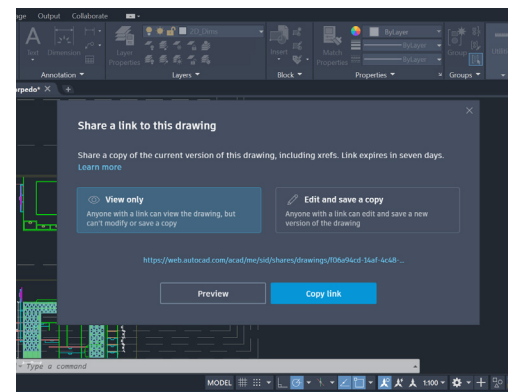 age Output Collaborate
Text Dimension Layer Properties 2D_Dims Insert Match Properties ByLayer Group
ByLayer
ByLayer
Annotation Layers Block Properties Groups
rpedo* × +
Share a link to this drawing
Share a copy of the current version of this drawing, including xrefs. Link expires in seven days.
Learn more
View only
Anyone with a link can view the drawing, but
can't modify or save a copy
Edit and save a copy
Anyone with a link can edit and save a new
version of the drawing
https://web.autocad.com/acad/me/sid/shares/drawings/f06a94cd-14af-4c48-...
Preview Copy link
Type a command
MODEL 1:100